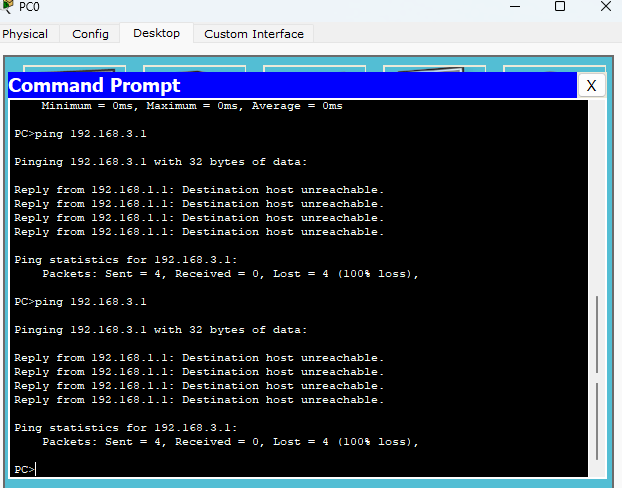 PC0
Physical Config Desktop Custom Interface
Command Prompt X
Minimum = 0ms, Maximum = 0ms, Average = 0ms
PC>ping 192.168.3.1
Pinging 192.168.3.1 with 32 bytes of data:
Reply from 192.168.1.1: Destination host unreachable.
Reply from 192.168.1.1: Destination host unreachable.
Reply from 192.168.1.1: Destination host unreachable.
Reply from 192.168.1.1: Destination host unreachable.
Ping statistics for 192.168.3.1:
Packets: Sent = 4, Received = 0, Lost = 4 (100% loss),
PC>ping 192.168.3.1
Pinging 192.168.3.1 with 32 bytes of data:
Reply from 192.168.1.1: Destination host unreachable.
Reply from 192.168.1.1: Destination host unreachable.
Reply from 192.168.1.1: Destination host unreachable.
Reply from 192.168.1.1: Destination host unreachable.
Ping statistics for 192.168.3.1:
Packets: Sent = 4, Received = 0, Lost = 4 (100% loss),
PC>